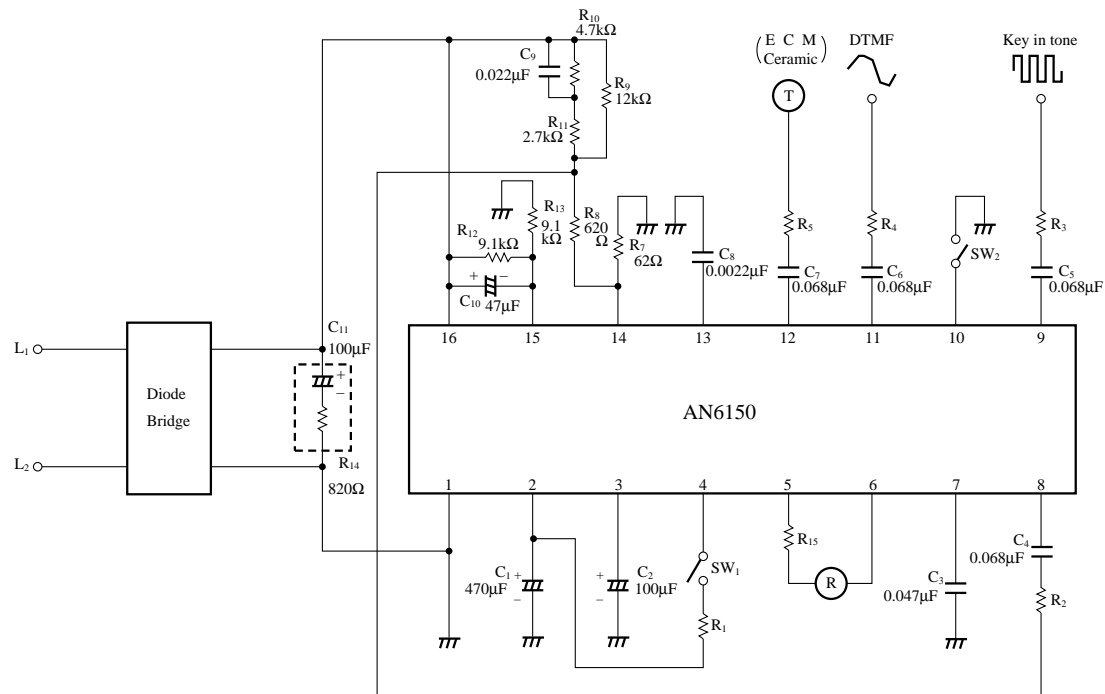 R10
4.7kΩ
C9
0.022μF
R9
12kΩ
R11
2.7kΩ
(E C M
Ceramic)
T
DTMF
Key in tone
R13
9.1
kΩ
R12
9.1kΩ
C10
+ −
47μF
R8
620
Ω
R7
62Ω
C8
0.0022μF
R5
C7
0.068μF
R4
C6
0.068μF
SW2
R3
C5
0.068μF
16 15 14 13 12 11 10 9
L1
L2
Diode
Bridge
C11
100μF
+
−
R14
820Ω
AN6150
1 2 3 4 5 6 7 8
C1
470μF
+
−
C2
100μF
+
−
SW1
R1
R15
R
C3
0.047μF
C4
0.068μF
R2